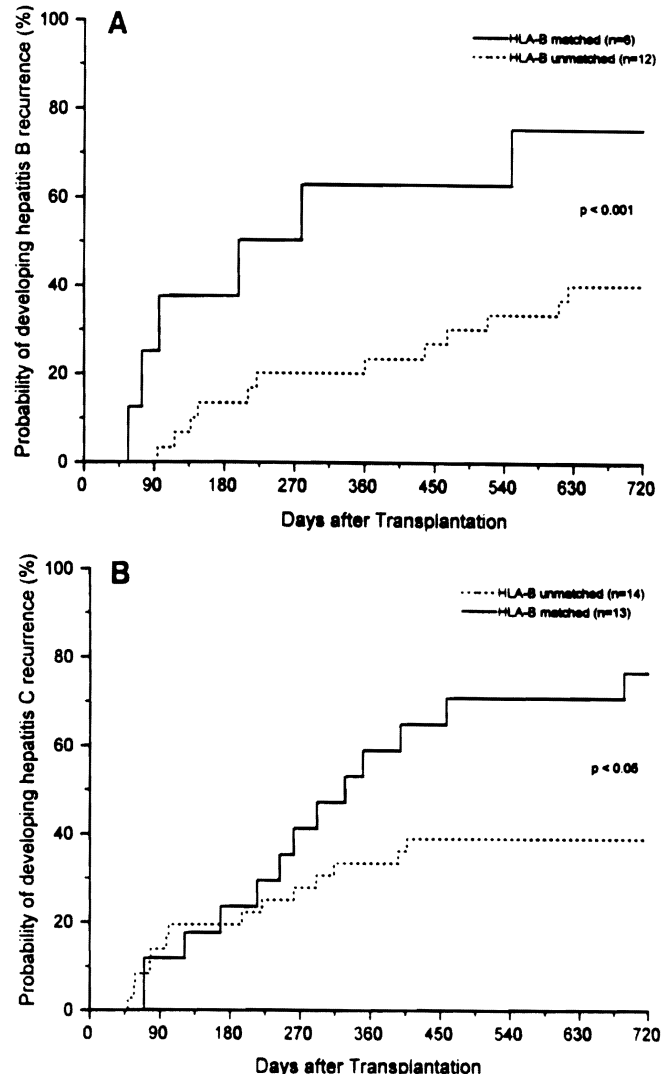 A
HLA-B matched (n=6)
HLA-B unmatched (n=12)
Probability of developing hepatitis B recurrence (%)
100
80
60
40
20
0
p < 0.001
0 90 180 270 360 450 540 630 720
Days after Transplantation
B
HLA-B unmatched (n=14)
HLA-B matched (n=13)
Probability of developing hepatitis C recurrence (%)
100
80
60
40
20
0
p < 0.05
0 90 180 270 360 450 540 630 720
Days after Transplantation